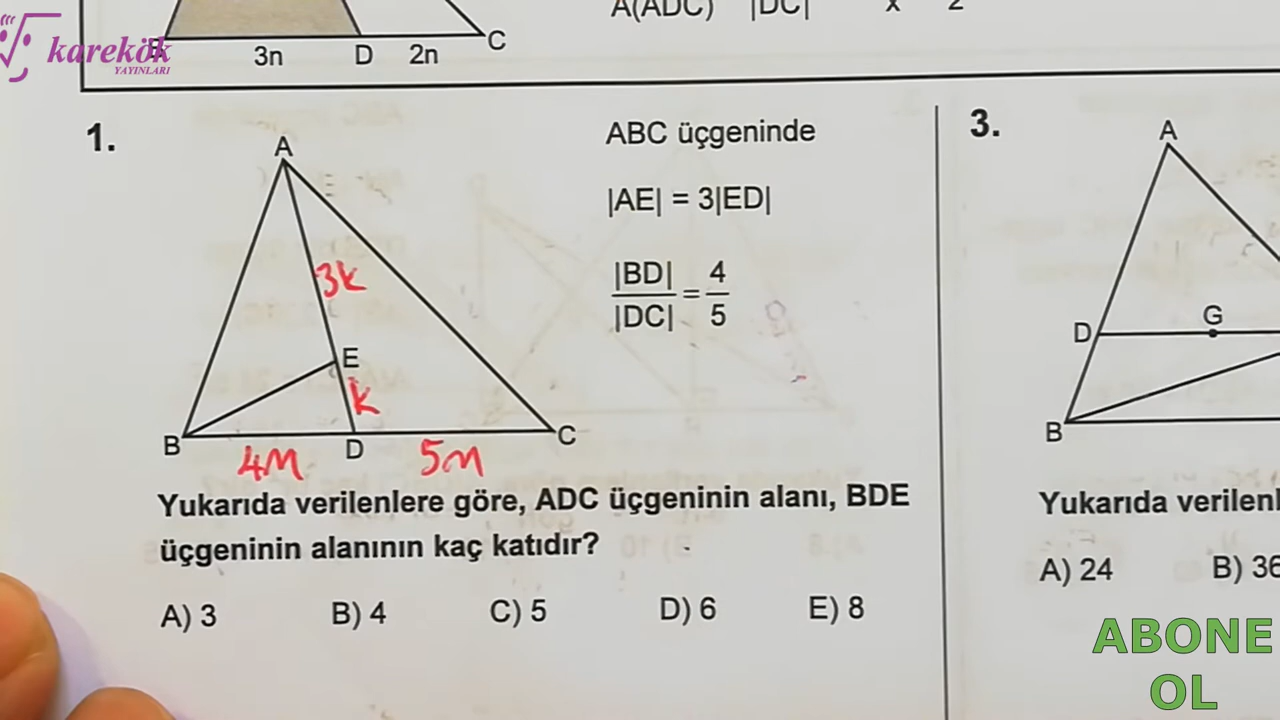 A(ADC) |DC| x 2
karekök
YAYINLARI
3n D 2n C
1.
A
3k
E
k
B D C
4m 5m
ABC üçgeninde
|AE| = 3|ED|
|BD|/|DC| = 4/5
Yukarıda verilenlere göre, ADC üçgeninin alanı, BDE
üçgeninin alanının kaç katıdır?
A) 3 B) 4 C) 5 D) 6 E) 8
3.
A
D G
B
Yukarıda verilenl
A) 24 B) 36
ABONE
OL